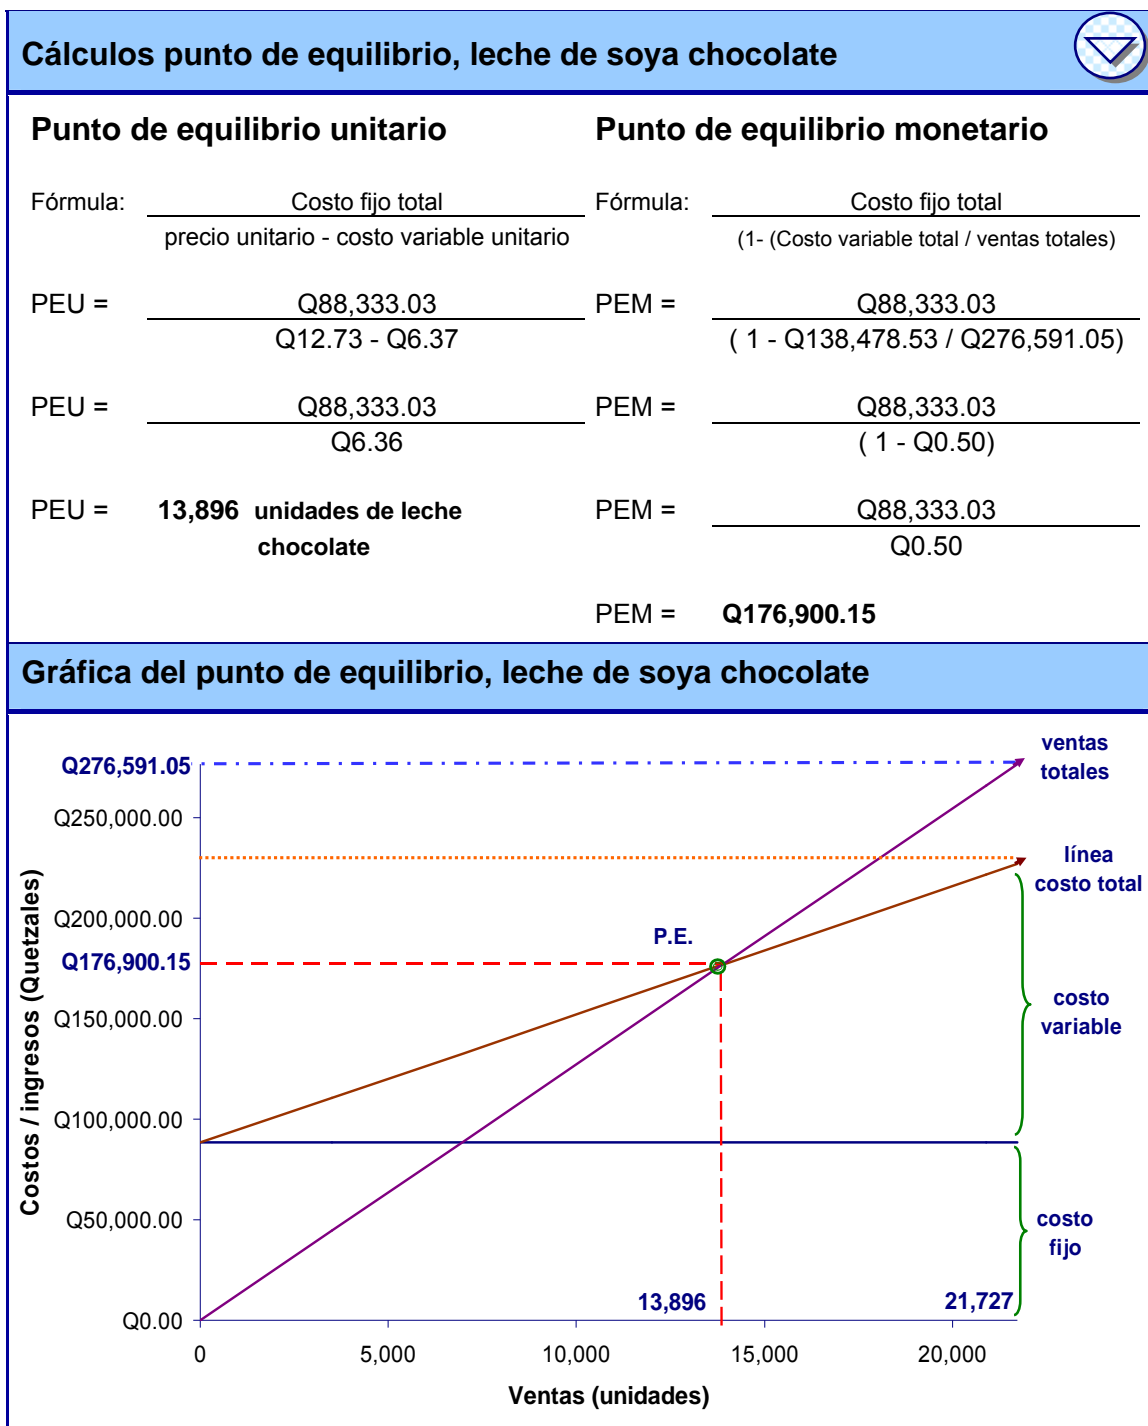 Cálculos punto de equilibrio, leche de soya chocolate
Punto de equilibrio unitario
Fórmula: Costo fijo total
precio unitario - costo variable unitario
PEU = Q88,333.03
Q12.73 - Q6.37
PEU = Q88,333.03
Q6.36
PEU = 13,896 unidades de leche
chocolate
Punto de equilibrio monetario
Fórmula: Costo fijo total
(1- (Costo variable total / ventas totales)
PEM = Q88,333.03
( 1 - Q138,478.53 / Q276,591.05)
PEM = Q88,333.03
( 1 - Q0.50)
PEM = Q88,333.03
Q0.50
PEM = Q176,900.15
Gráfica del punto de equilibrio, leche de soya chocolate
Costos / ingresos (Quetzales)
Q276,591.05
Q250,000.00
Q200,000.00
Q176,900.15
Q150,000.00
Q100,000.00
Q50,000.00
Q0.00
P.E.
ventas
totales
línea
costo total
costo
variable
costo
fijo
13,896
21,727
0
5,000
10,000
15,000
20,000
Ventas (unidades)